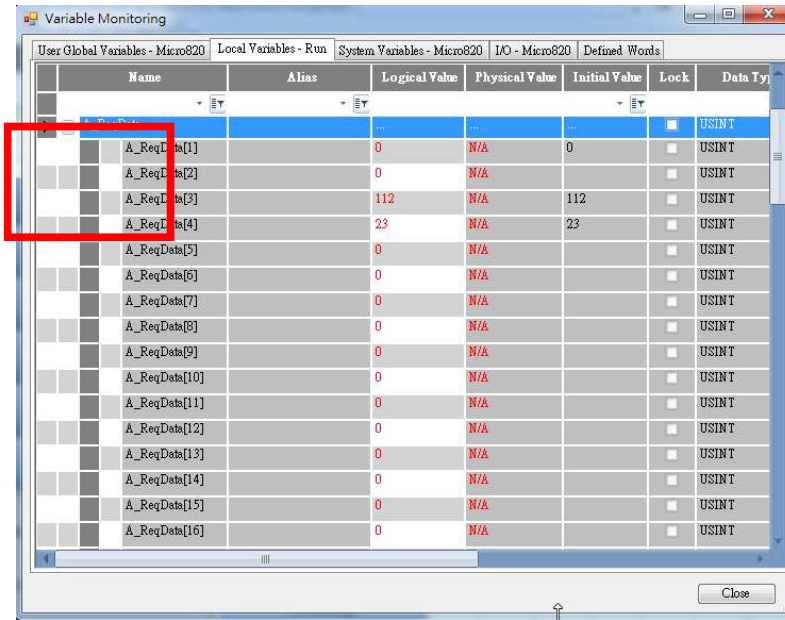 Variable Monitoring
User Global Variables - Micro820 Local Variables - Run System Variables - Micro820 I/O - Micro820 Defined Words
Name Alias Logical Value Physical Value Initial Value Lock Data Ty
A_ReqData ... ... ... USINT
A_ReqData[1] 0 N/A 0 USINT
A_ReqData[2] 0 N/A USINT
A_ReqData[3] 112 N/A 112 USINT
A_ReqData[4] 23 N/A 23 USINT
A_ReqData[5] 0 N/A USINT
A_ReqData[6] 0 N/A USINT
A_ReqData[7] 0 N/A USINT
A_ReqData[8] 0 N/A USINT
A_ReqData[9] 0 N/A USINT
A_ReqData[10] 0 N/A USINT
A_ReqData[11] 0 N/A USINT
A_ReqData[12] 0 N/A USINT
A_ReqData[13] 0 N/A USINT
A_ReqData[14] 0 N/A USINT
A_ReqData[15] 0 N/A USINT
A_ReqData[16] 0 N/A USINT
Close